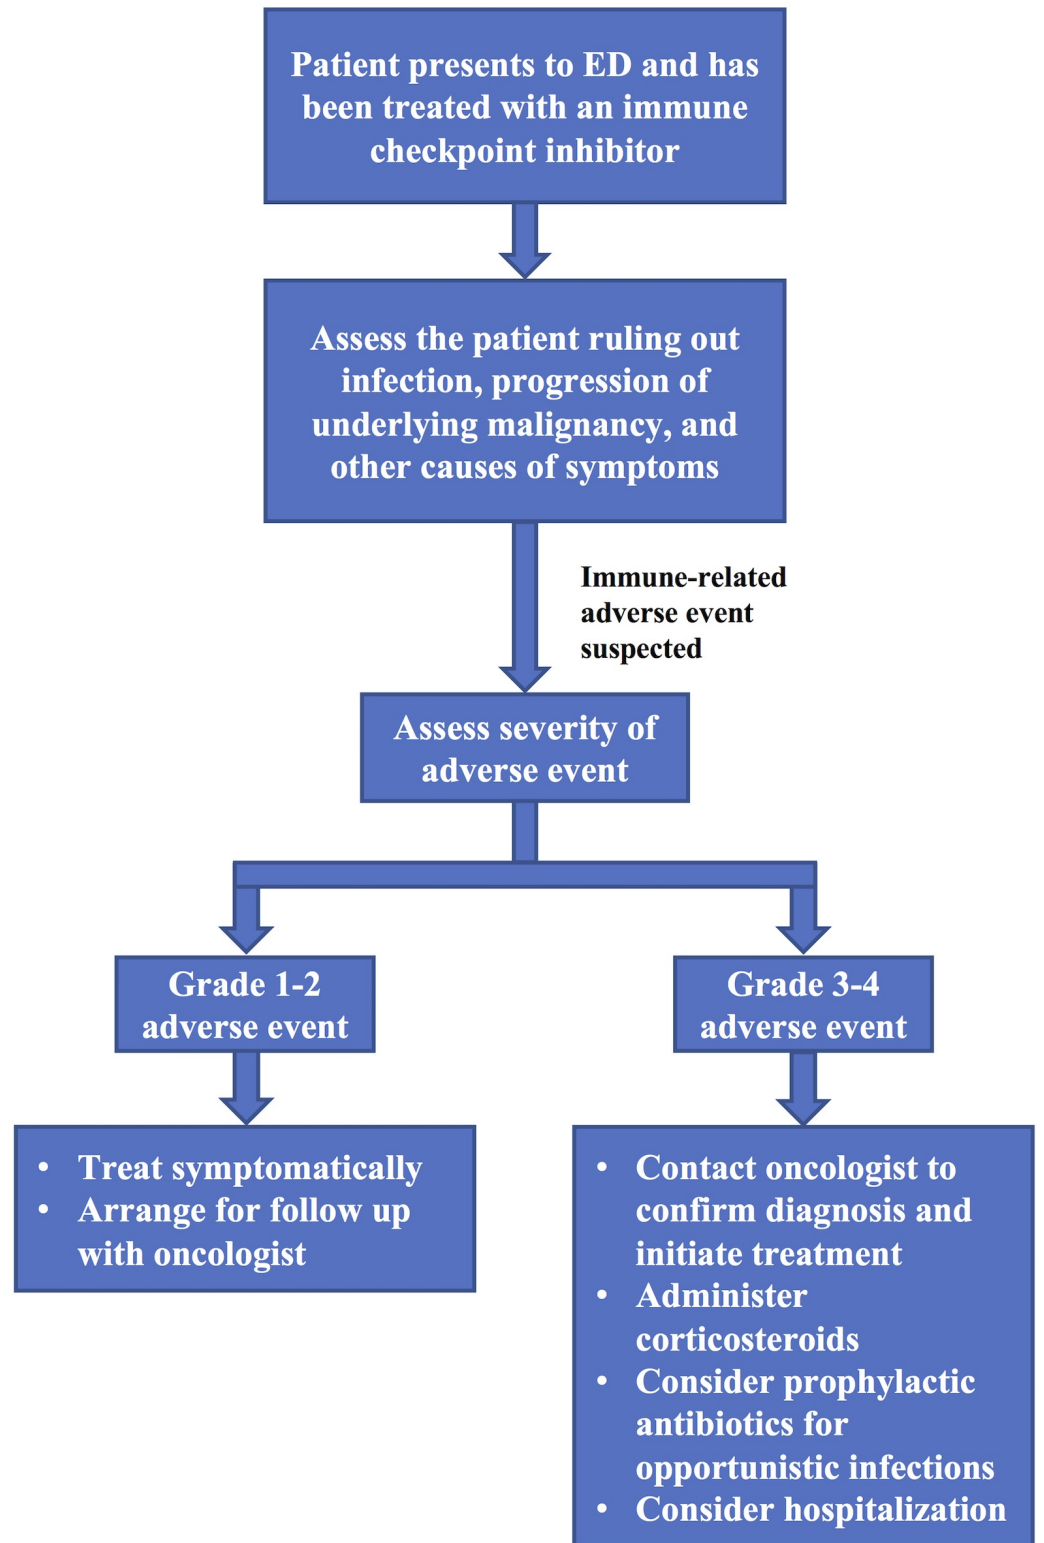 Patient presents to ED and has
been treated with an immune
checkpoint inhibitor
Assess the patient ruling out
infection, progression of
underlying malignancy, and
other causes of symptoms
Immune-related
adverse event
suspected
Assess severity of
adverse event
Grade 1-2
adverse event
Grade 3-4
adverse event
• Treat symptomatically
• Arrange for follow up
with oncologist
• Contact oncologist to
confirm diagnosis and
initiate treatment
• Administer
corticosteroids
• Consider prophylactic
antibiotics for
opportunistic infections
• Consider hospitalization